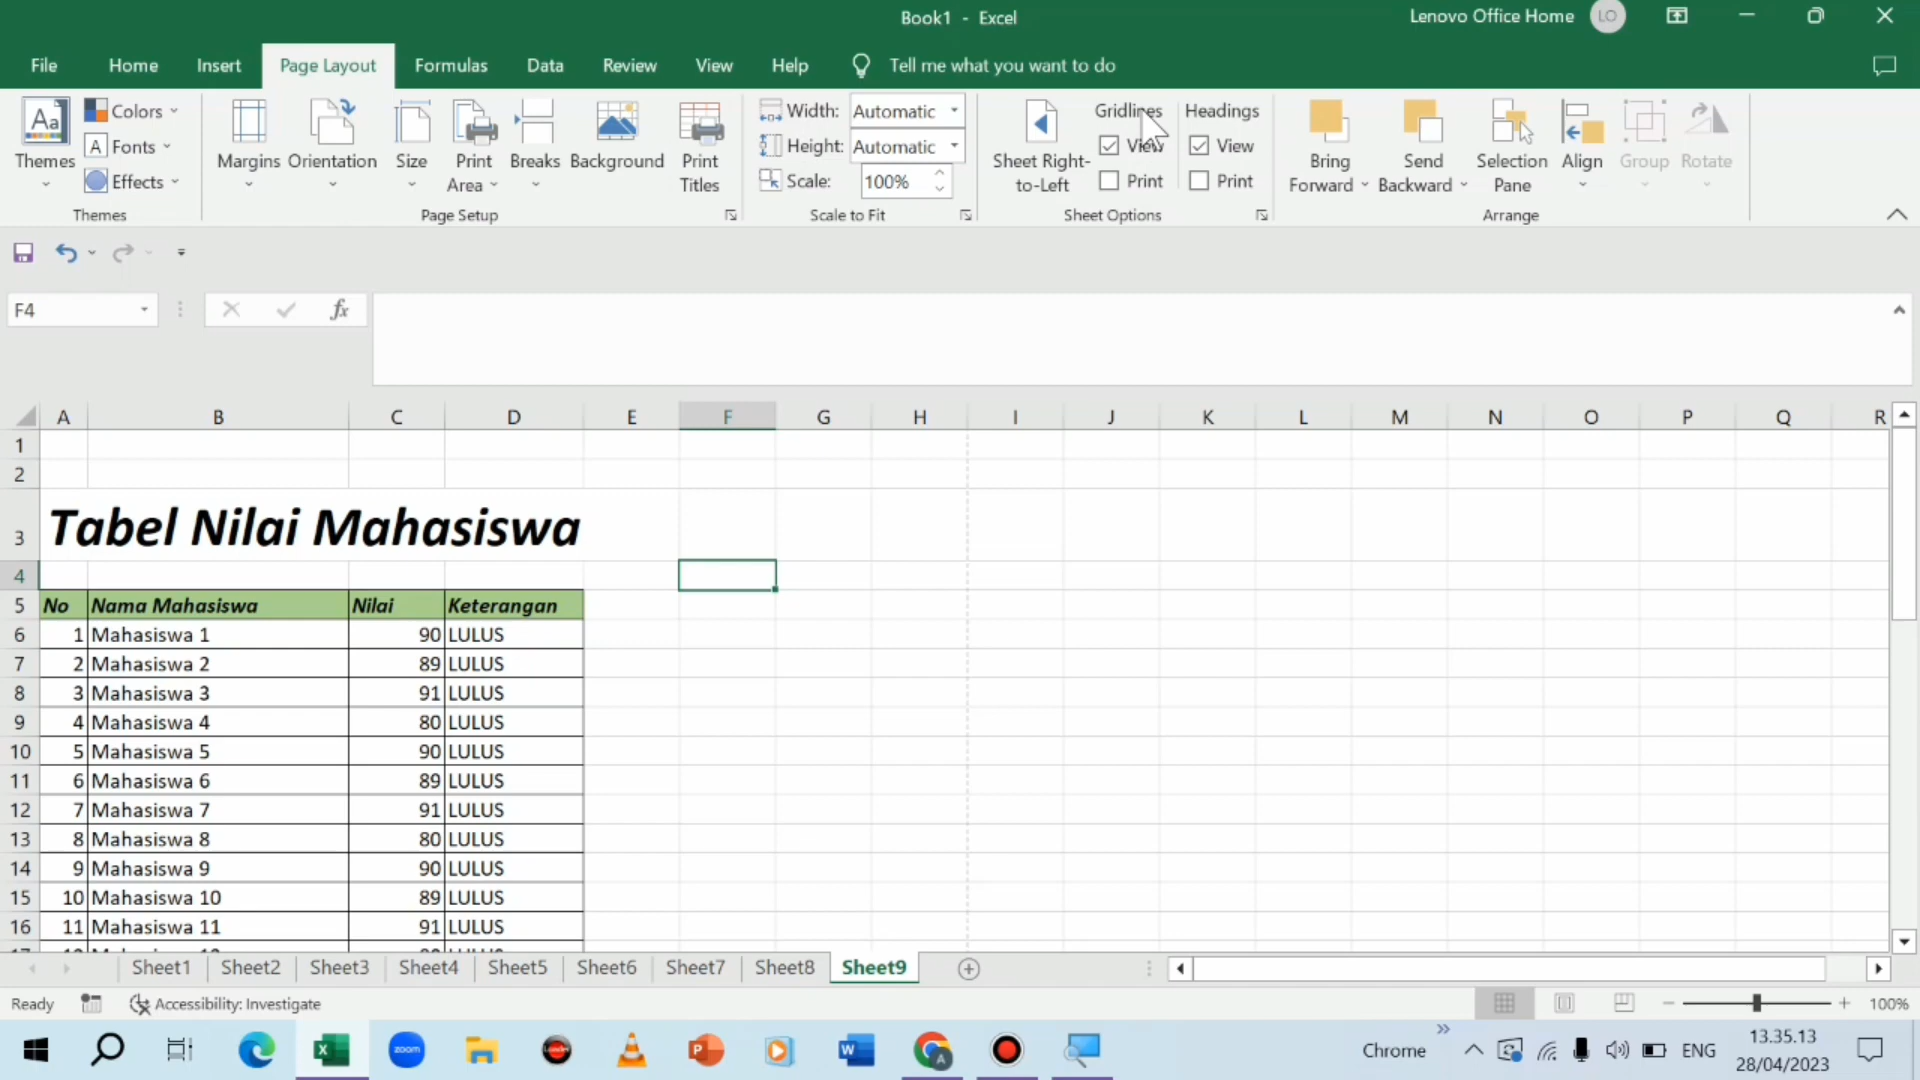 Book1 - Excel
Lenovo Office Home
LO
File
Home
Insert
Page Layout
Formulas
Data
Review
View
Help
Tell me what you want to do
Aa
Themes
Colors
A Fonts
Effects
Themes
Margins
Orientation
Size
Print Area
Breaks
Background
Print Titles
Page Setup
Width: Automatic
Height: Automatic
Scale: 100%
Scale to Fit
Sheet Right-to-Left
Gridlines
View
Print
Headings
View
Print
Sheet Options
Bring Forward
Send Backward
Selection Pane
Align
Group
Rotate
Arrange
F4
fx
A B C D E F G H I J K L M N O P Q R
1
2
3 Tabel Nilai Mahasiswa
4
5 No Nama Mahasiswa Nilai Keterangan
6 1 Mahasiswa 1 90 LULUS
7 2 Mahasiswa 2 89 LULUS
8 3 Mahasiswa 3 91 LULUS
9 4 Mahasiswa 4 80 LULUS
10 5 Mahasiswa 5 90 LULUS
11 6 Mahasiswa 6 89 LULUS
12 7 Mahasiswa 7 91 LULUS
13 8 Mahasiswa 8 80 LULUS
14 9 Mahasiswa 9 90 LULUS
15 10 Mahasiswa 10 89 LULUS
16 11 Mahasiswa 11 91 LULUS
Sheet1 Sheet2 Sheet3 Sheet4 Sheet5 Sheet6 Sheet7 Sheet8 Sheet9
Ready
Accessibility: Investigate
100%
zoom
Chrome
ENG
13.35.13
28/04/2023